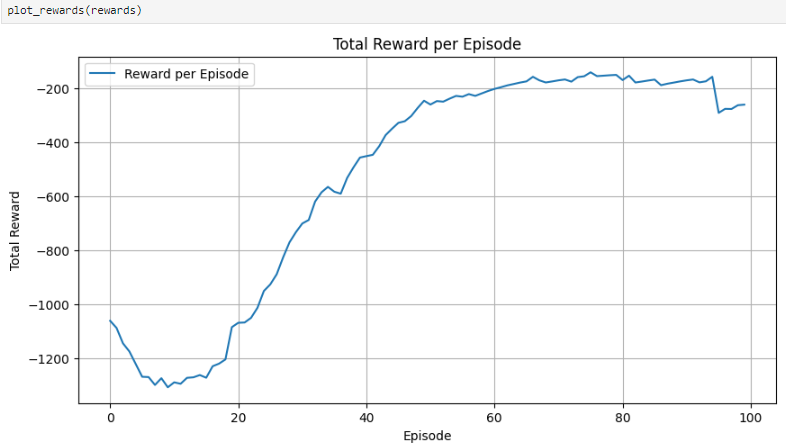 plot_rewards(rewards)
Total Reward per Episode
Reward per Episode
−200
−400
−600
−800
−1000
−1200
Total Reward
0 20 40 60 80 100
Episode